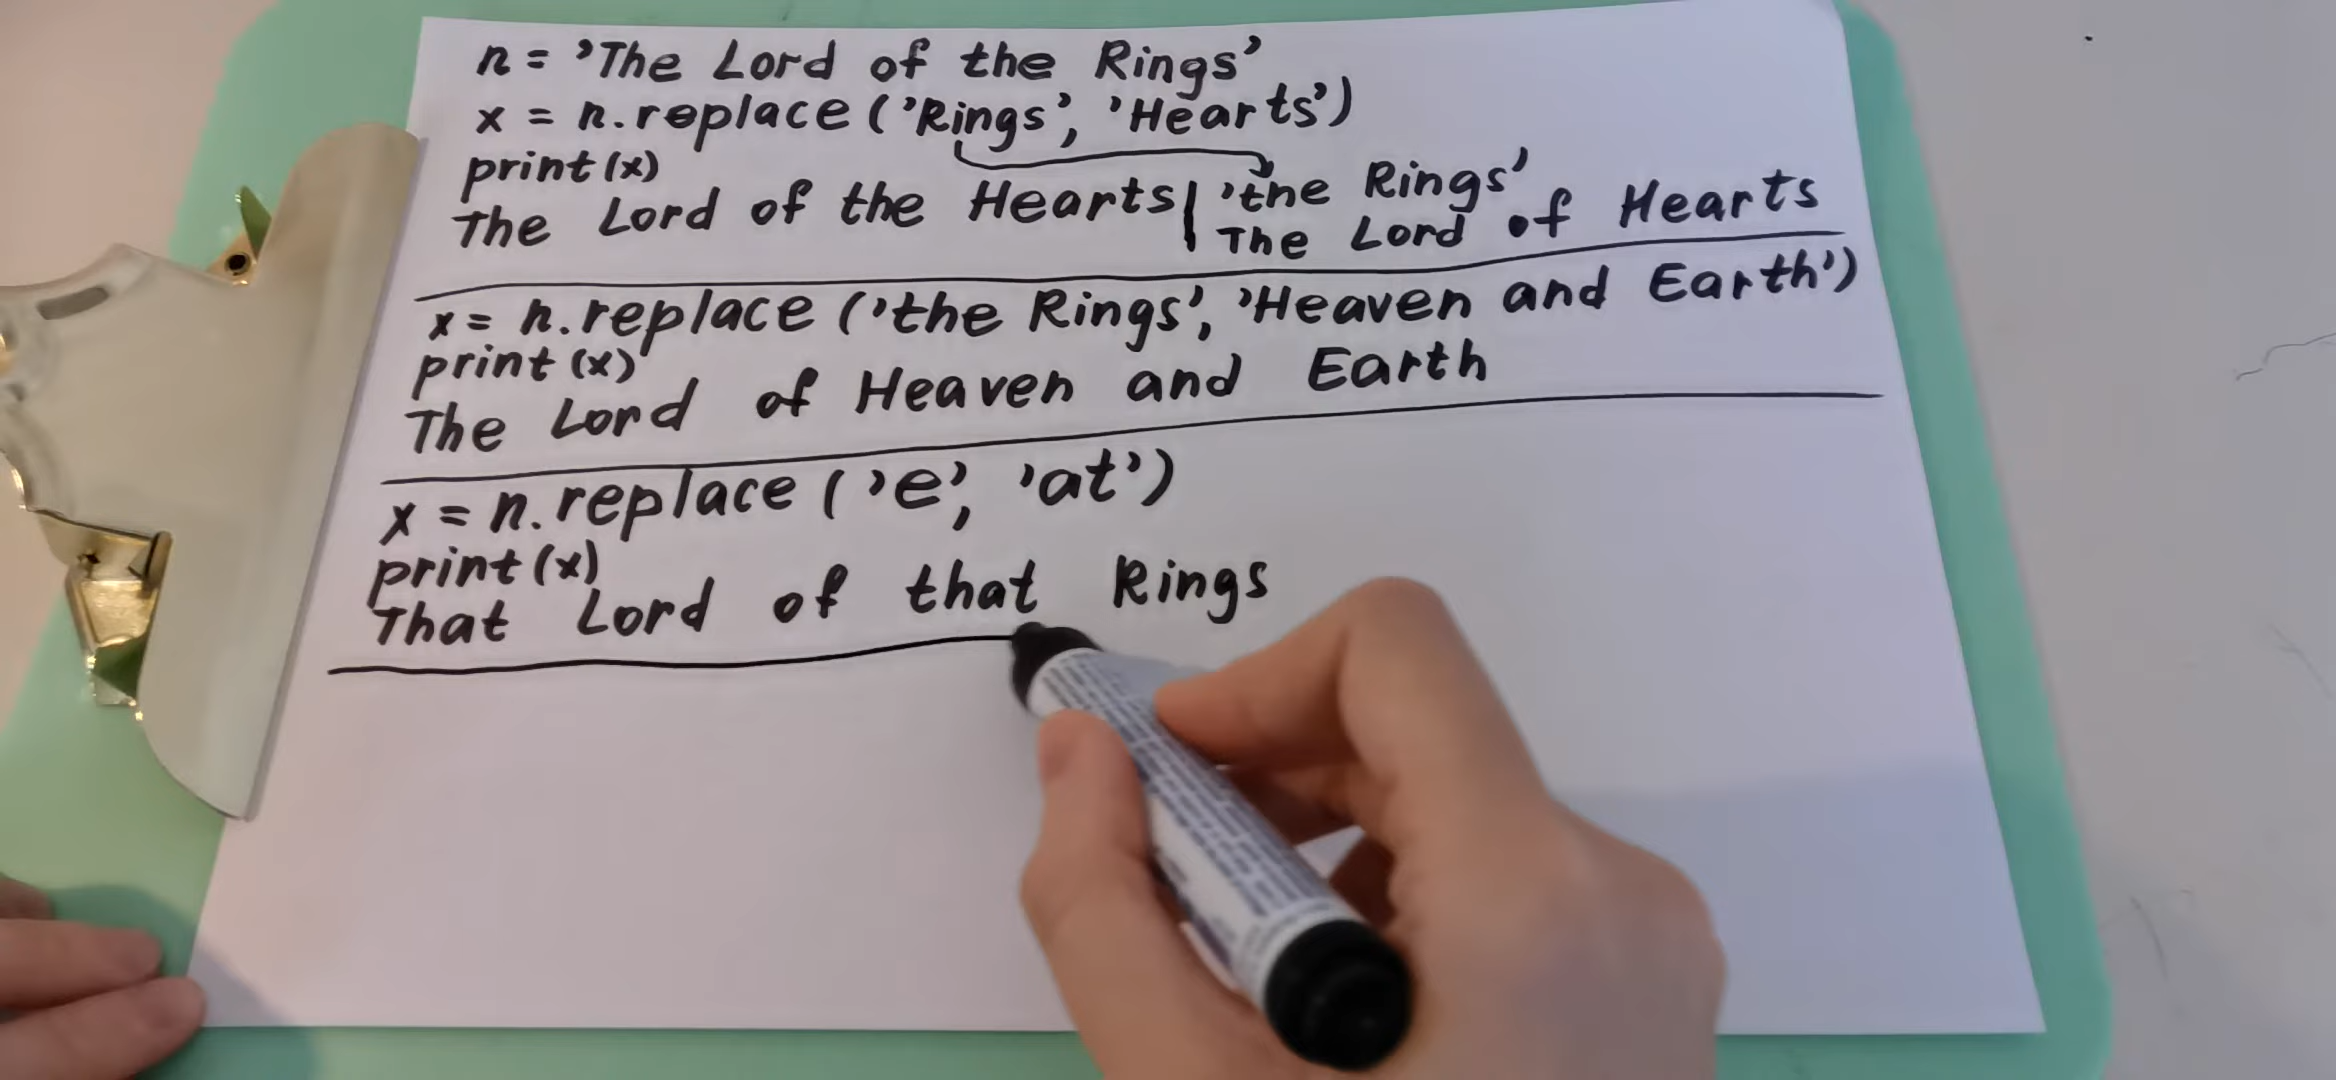 n = 'The Lord of the Rings'
x = n.replace ('Rings', 'Hearts')
print (x)
The Lord of the Hearts | 'the Rings'
The Lord of Hearts
x = n.replace ('the Rings', 'Heaven and Earth')
print (x)
The Lord of Heaven and Earth
x = n.replace ('e', 'at')
print (x)
That Lord of that Rings